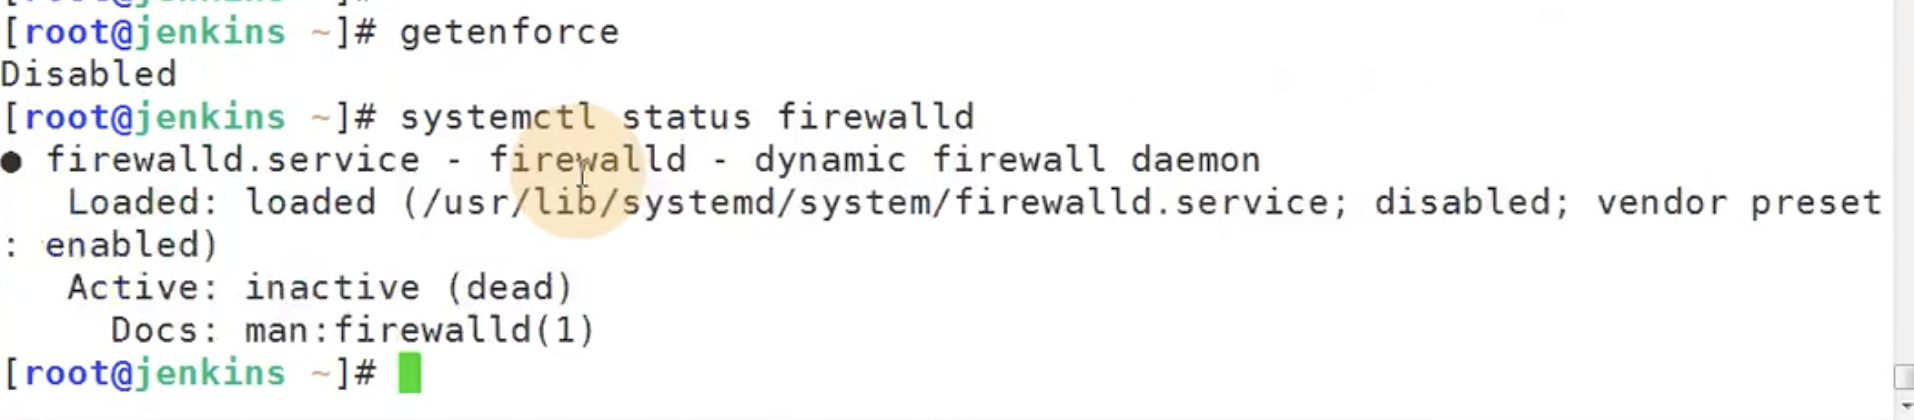 [root@jenkins ~]# getenforce
Disabled
[root@jenkins ~]# systemctl status firewalld
● firewalld.service - firewalld - dynamic firewall daemon
   Loaded: loaded (/usr/lib/systemd/system/firewalld.service; disabled; vendor preset
: enabled)
   Active: inactive (dead)
     Docs: man:firewalld(1)
[root@jenkins ~]#